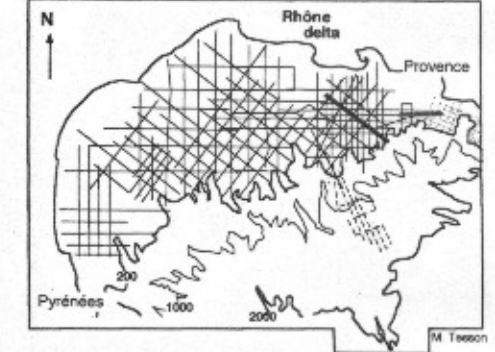 N
Rhône
delta
Provence
200
1000
2000
Pyrénées
M. Tesson